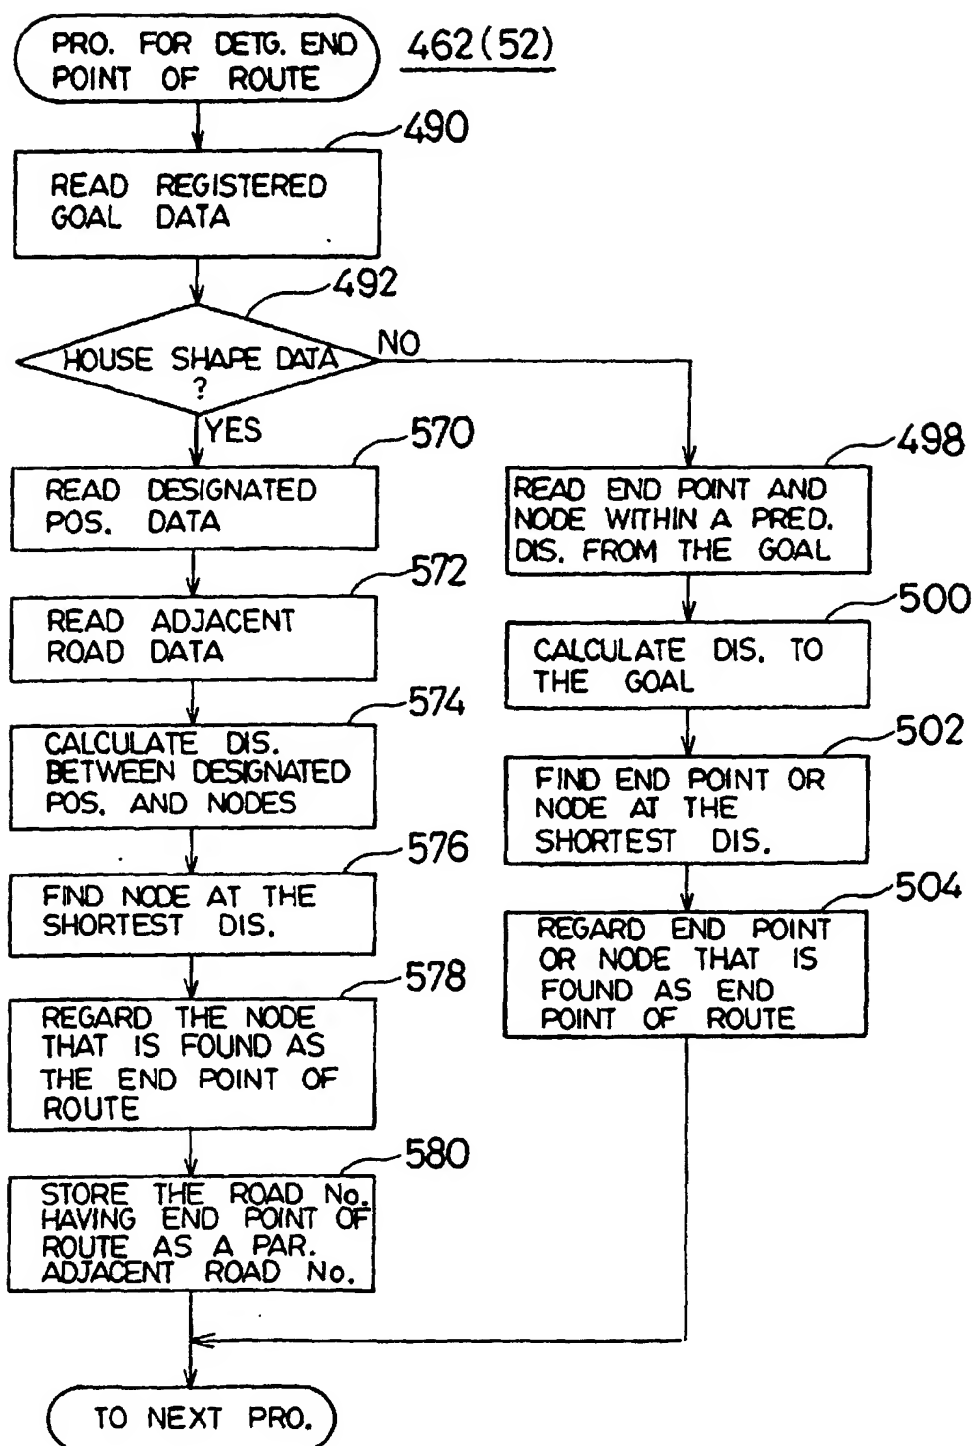 PRO. FOR DETG. END
POINT OF ROUTE
462(52)
490
READ REGISTERED
GOAL DATA
492
HOUSE SHAPE DATA
?
NO
YES
570
READ DESIGNATED
POS. DATA
572
READ ADJACENT
ROAD DATA
574
CALCULATE DIS.
BETWEEN DESIGNATED
POS. AND NODES
576
FIND NODE AT THE
SHORTEST DIS.
578
REGARD THE NODE
THAT IS FOUND AS
THE END POINT OF
ROUTE
580
STORE THE ROAD No.
HAVING END POINT OF
ROUTE AS A PAR.
ADJACENT ROAD No.
498
READ END POINT AND
NODE WITHIN A PRED.
DIS. FROM THE GOAL
500
CALCULATE DIS. TO
THE GOAL
502
FIND END POINT OR
NODE AT THE
SHORTEST DIS.
504
REGARD END POINT
OR NODE THAT IS
FOUND AS END
POINT OF ROUTE
TO NEXT PRO.